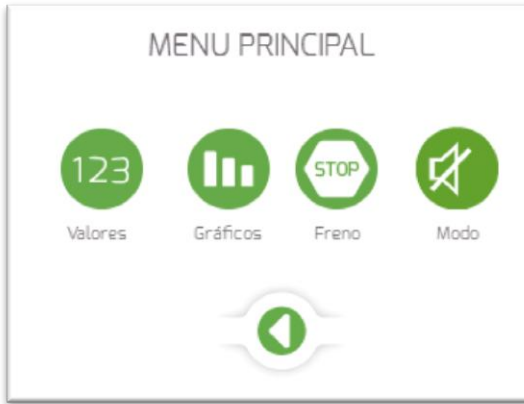 MENU PRINCIPAL
123
STOP
Valores
Gráficos
Freno
Modo